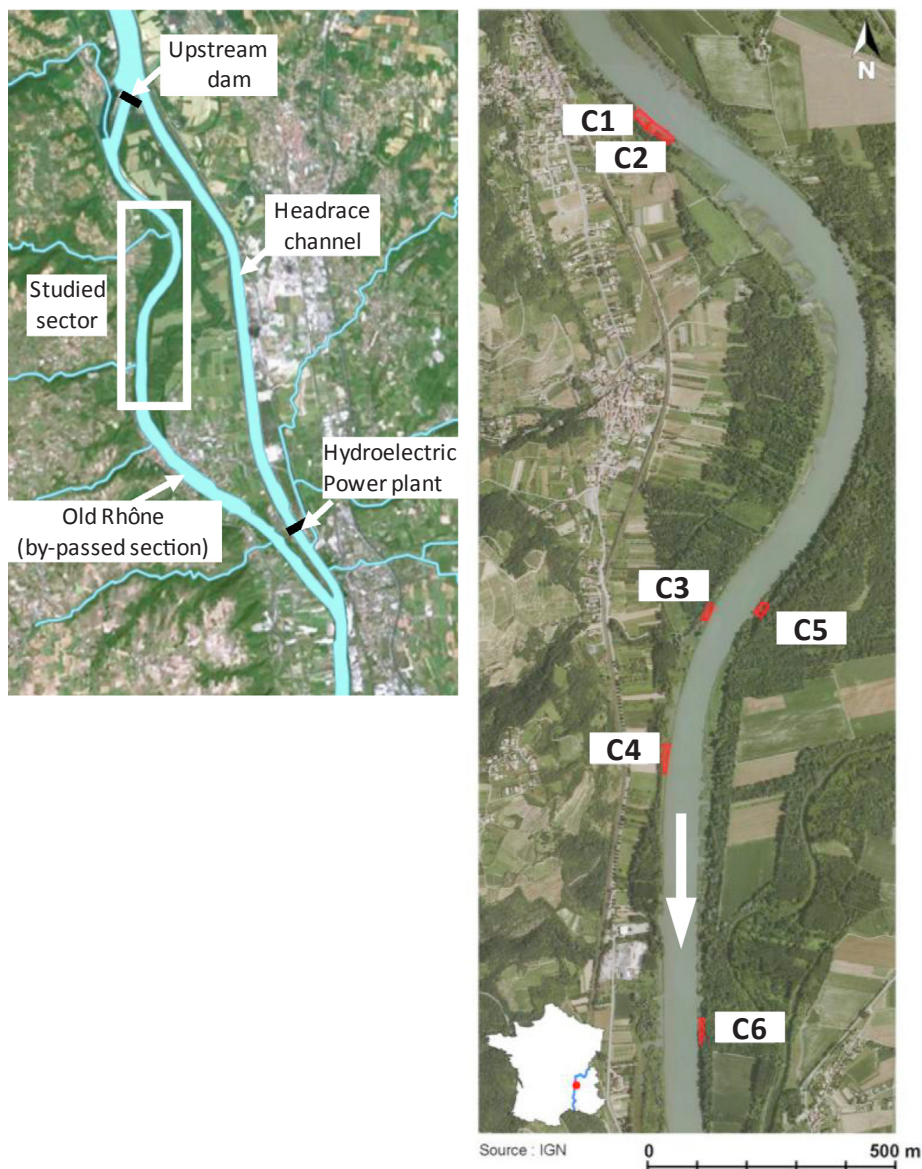 Upstream
dam
Headrace
channel
Studied
sector
Hydroelectric
Power plant
Old Rhône
(by-passed section)
N
C1
C2
C3
C5
C4
C6
Source : IGN
0
500 m